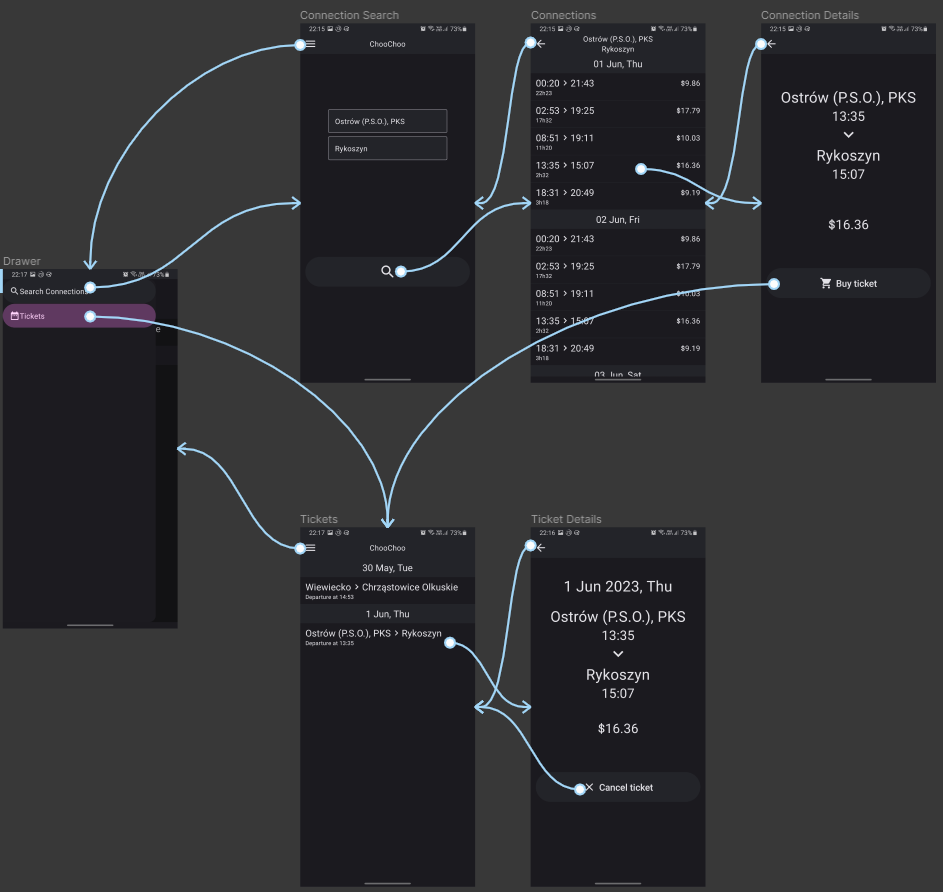 Connection Search
22:15 73%
ChooChoo
Ostrów (P.S.O.), PKS
Rykoszyn
Connections
22:15 73%
Ostrów (P.S.O.), PKS
Rykoszyn
01 Jun, Thu
00:20 > 21:43 $9.86
22h23
02:53 > 19:25 $17.79
17h32
08:51 > 19:11 $10.03
11h20
13:35 > 15:07 $16.36
2h32
18:31 > 20:49 $9.19
3h18
02 Jun, Fri
00:20 > 21:43 $9.86
22h23
02:53 > 19:25 $17.79
17h32
08:51 > 19:11 $10.03
11h20
13:35 > 15:07 $16.36
2h32
18:31 > 20:49 $9.19
3h18
03 Jun, Sat
Connection Details
22:15 73%
Ostrów (P.S.O.), PKS
13:35
Rykoszyn
15:07
$16.36
Buy ticket
Drawer
22:17 73%
Search Connections
Tickets
e
Tickets
22:17 73%
ChooChoo
30 May, Tue
Wiewiecko > Chrząstowice Olkuskie
Departure at 14:53
1 Jun, Thu
Ostrów (P.S.O.), PKS > Rykoszyn
Departure at 13:35
Ticket Details
22:16 73%
1 Jun 2023, Thu
Ostrów (P.S.O.), PKS
13:35
Rykoszyn
15:07
$16.36
Cancel ticket